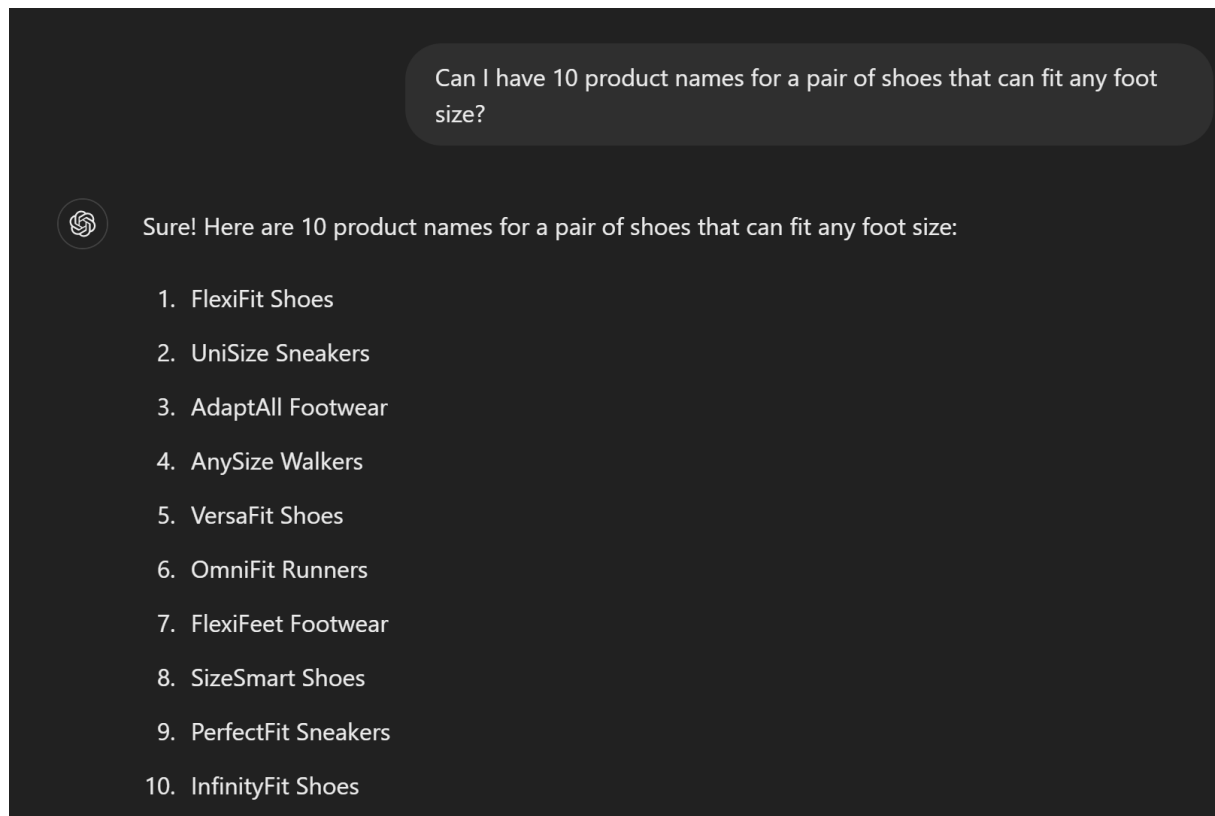 Can I have 10 product names for a pair of shoes that can fit any foot
size?
Sure! Here are 10 product names for a pair of shoes that can fit any foot size:
1. FlexiFit Shoes
2. UniSize Sneakers
3. AdaptAll Footwear
4. AnySize Walkers
5. VersaFit Shoes
6. OmniFit Runners
7. FlexiFeet Footwear
8. SizeSmart Shoes
9. PerfectFit Sneakers
10. InfinityFit Shoes